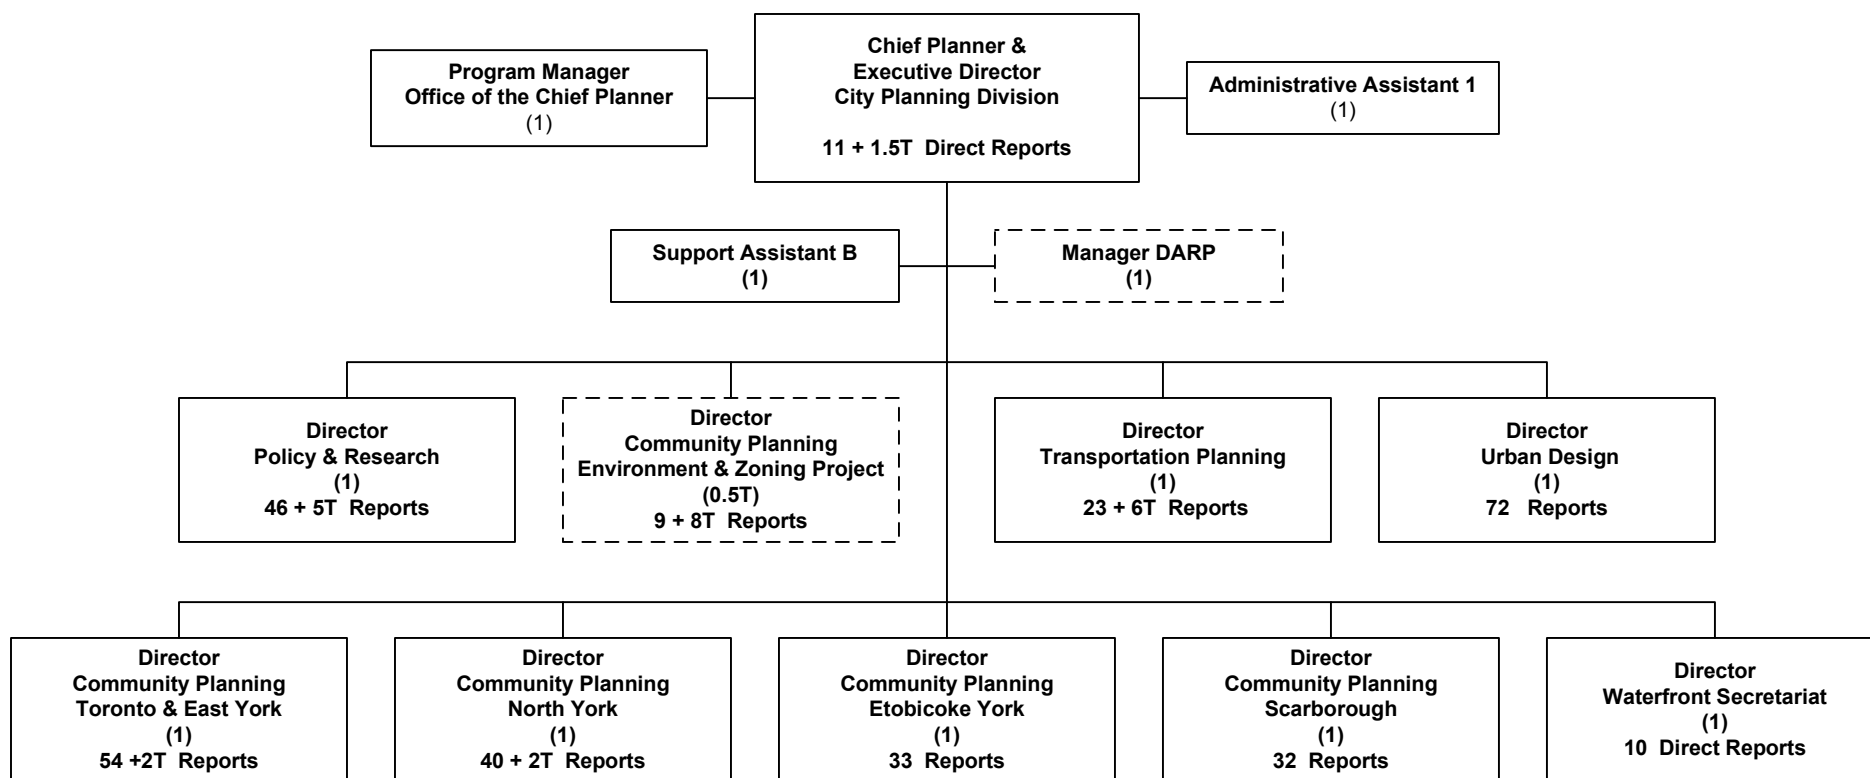 Chief Planner &
Executive Director
City Planning Division
11 + 1.5T Direct Reports
Program Manager
Office of the Chief Planner
(1)
Administrative Assistant 1
(1)
Support Assistant B
(1)
Manager DARP
(1)
Director
Policy & Research
(1)
46 + 5T Reports
Director
Community Planning
Environment & Zoning Project
(0.5T)
9 + 8T Reports
Director
Transportation Planning
(1)
23 + 6T Reports
Director
Urban Design
(1)
72 Reports
Director
Community Planning
Toronto & East York
(1)
54 +2T Reports
Director
Community Planning
North York
(1)
40 + 2T Reports
Director
Community Planning
Etobicoke York
(1)
33 Reports
Director
Community Planning
Scarborough
(1)
32 Reports
Director
Waterfront Secretariat
(1)
10 Direct Reports